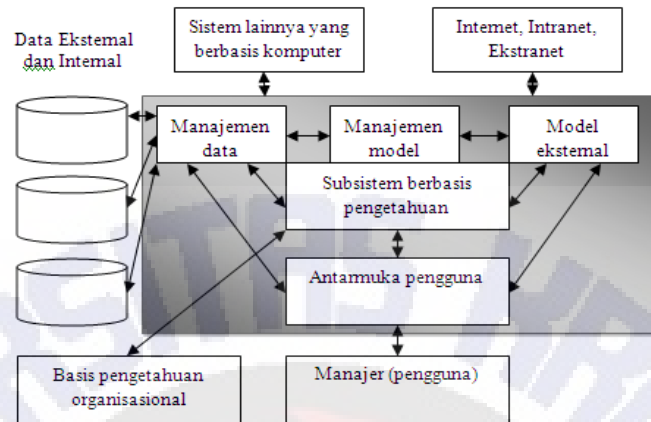 Data Eksternal
dan Internal
Sistem lainnya yang
berbasis komputer
Internet, Intranet,
Ekstranet
Manajemen
data
Manajemen
model
Model
eksternal
Subsistem berbasis
pengetahuan
Antarmuka pengguna
Basis pengetahuan
organisasional
Manajer (pengguna)